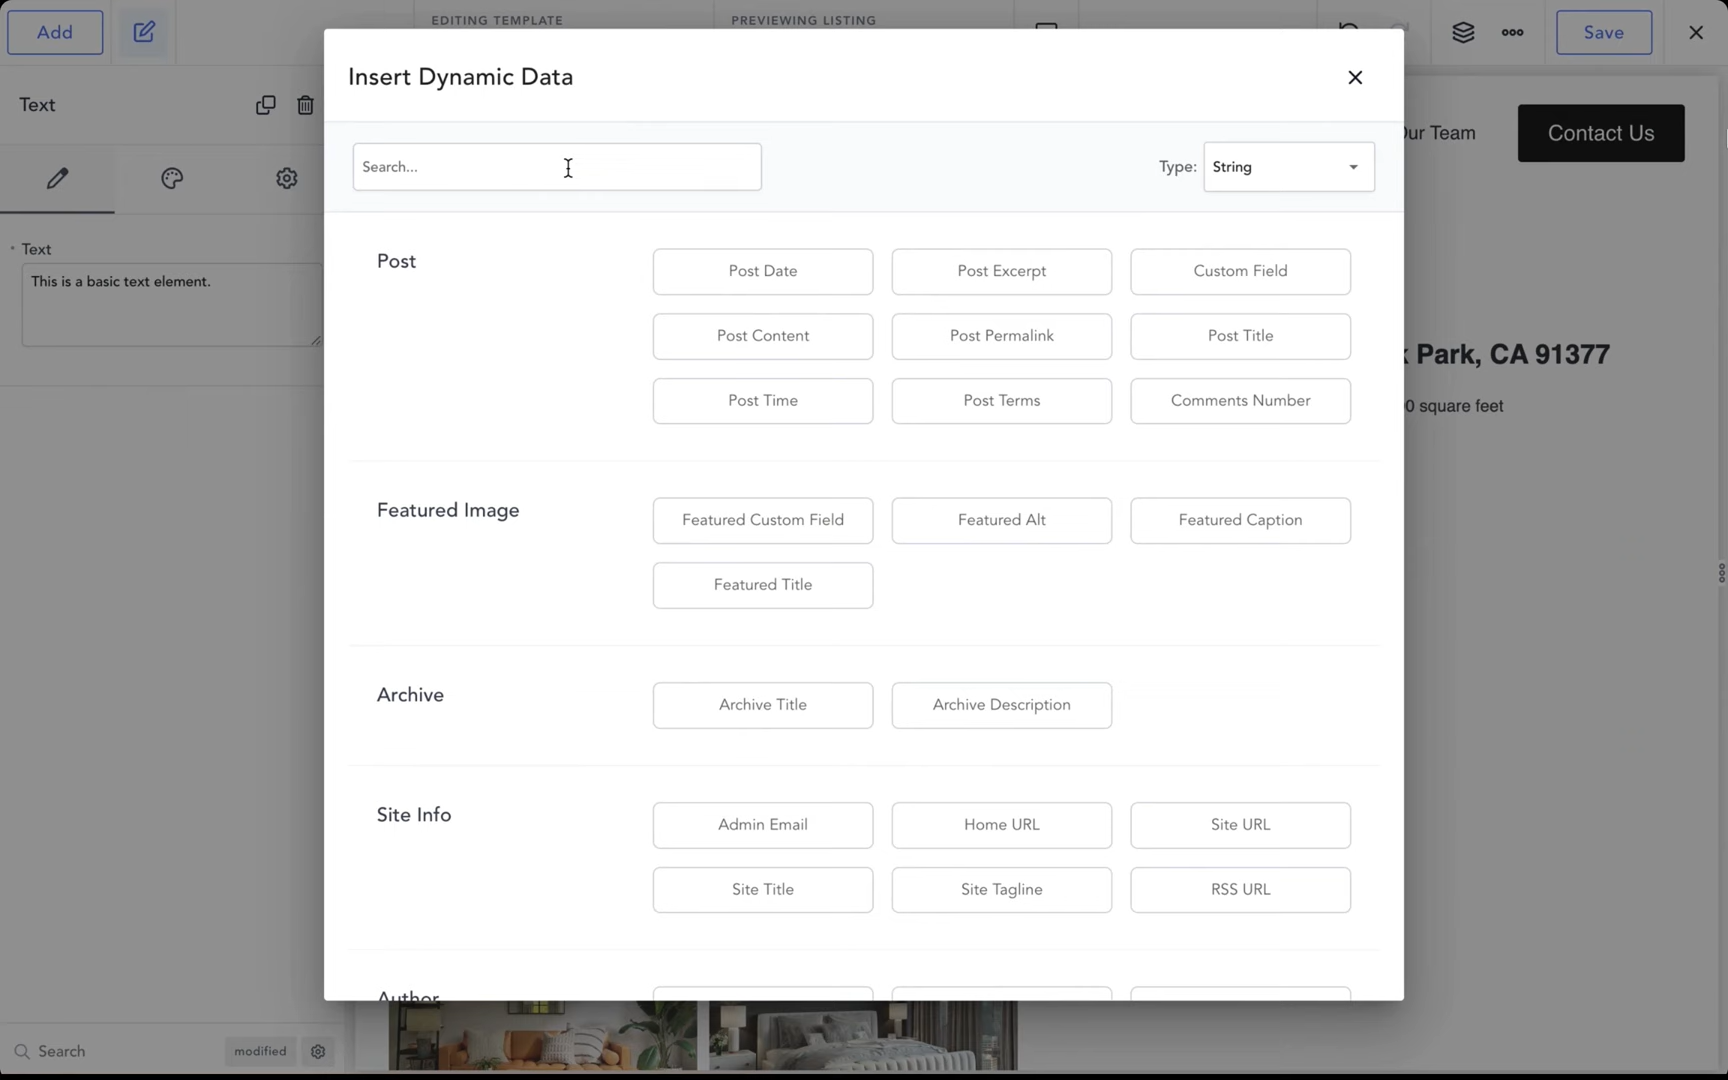 Add
EDITING TEMPLATE
PREVIEWING LISTING
Save
Text
Insert Dynamic Data
Our Team
Contact Us
Search...
Type:
String
* Text
This is a basic text element.
Post
Post Date
Post Excerpt
Custom Field
Post Content
Post Permalink
Post Title
Park, CA 91377
Post Time
Post Terms
Comments Number
0 square feet
Featured Image
Featured Custom Field
Featured Alt
Featured Caption
Featured Title
Archive
Archive Title
Archive Description
Site Info
Admin Email
Home URL
Site URL
Site Title
Site Tagline
RSS URL
Author
Search
modified